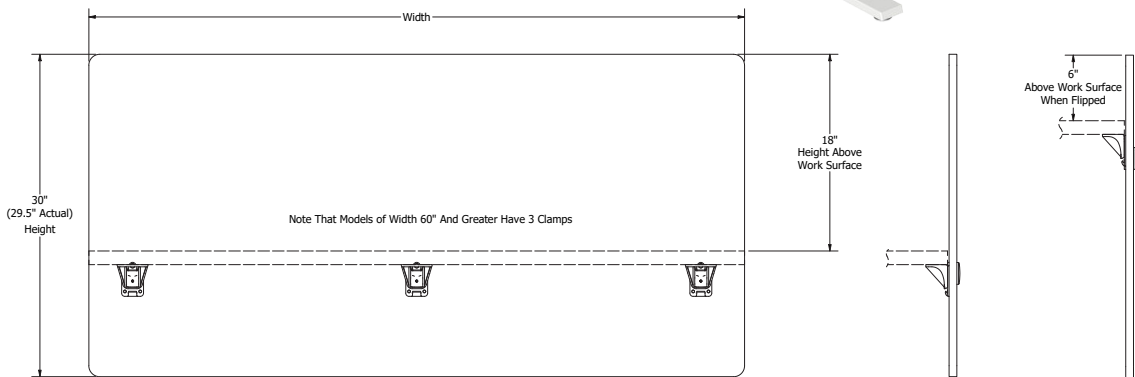 Width
6"
Above Work Surface
When Flipped
18"
Height Above
Work Surface
30"
(29.5" Actual)
Height
Note That Models of Width 60" And Greater Have 3 Clamps